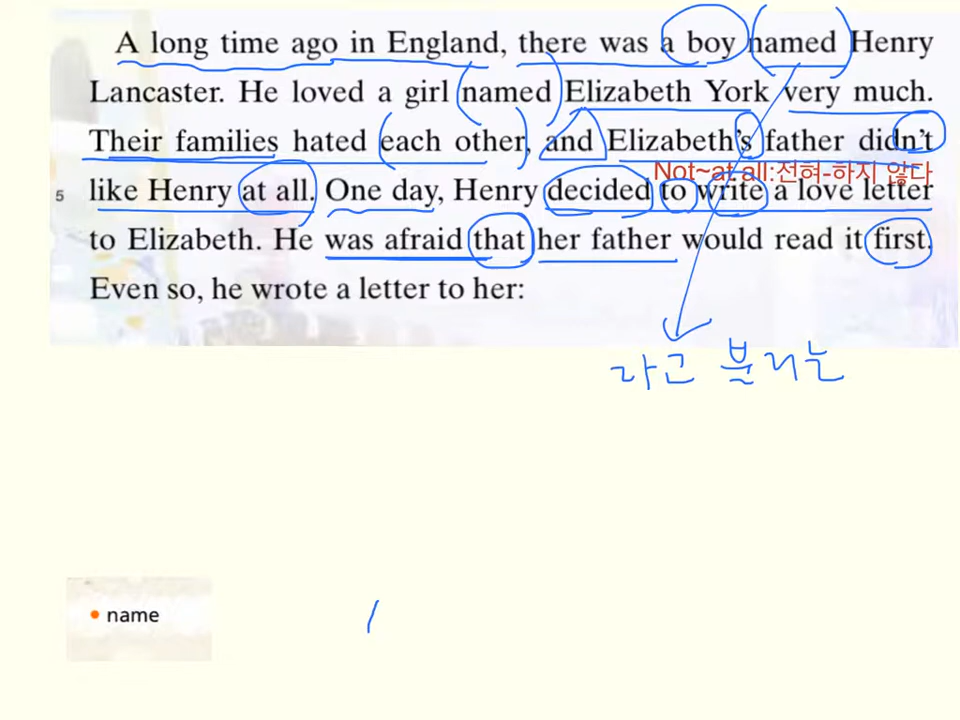 A long time ago in England, there was a boy named Henry
Lancaster. He loved a girl named Elizabeth York very much.
Their families hated each other, and Elizabeth's father didn't
Not~at all:전혀~하지 않다
5 like Henry at all. One day, Henry decided to write a love letter
to Elizabeth. He was afraid that her father would read it first.
Even so, he wrote a letter to her:
라고 불리는
• name